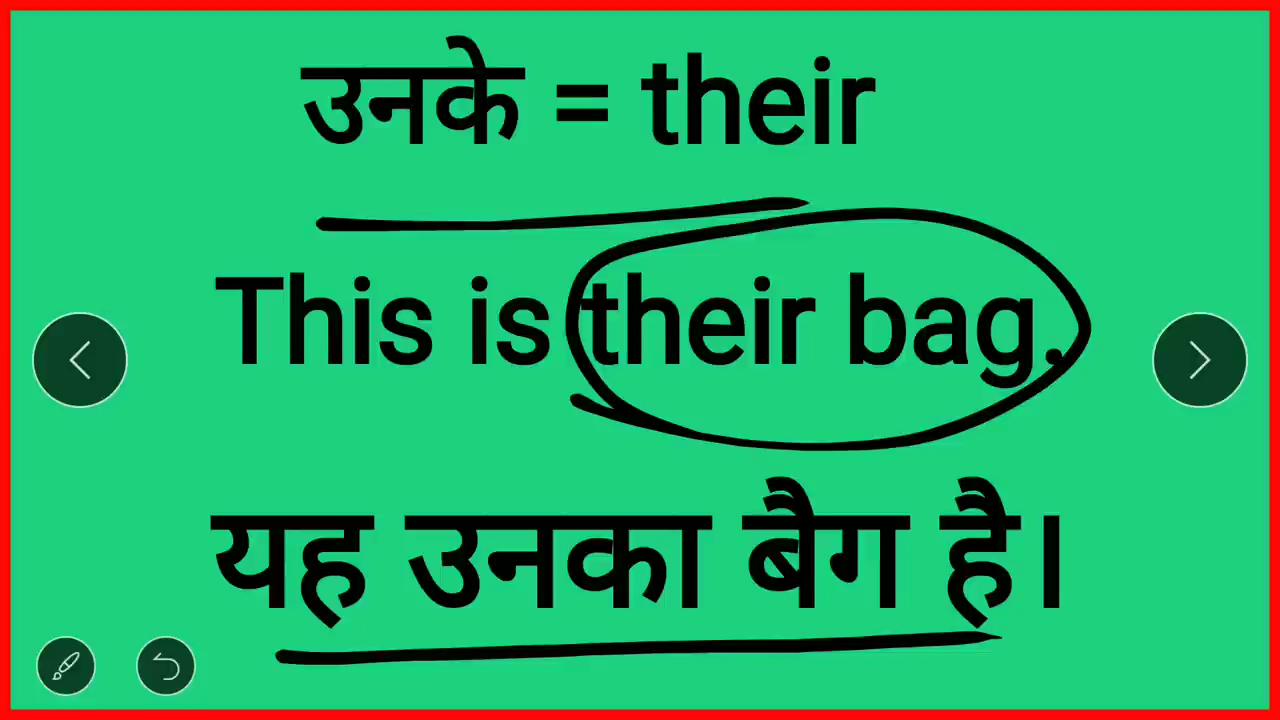 उनके = their
This is their bag.
यह उनका बैग है।